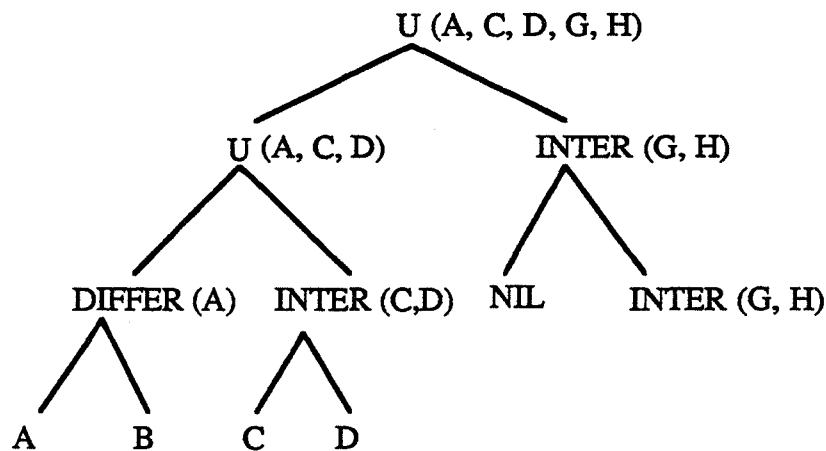 U (A, C, D, G, H)
U (A, C, D) INTER (G, H)
DIFFER (A) INTER (C,D) NIL INTER (G, H)
A B C D